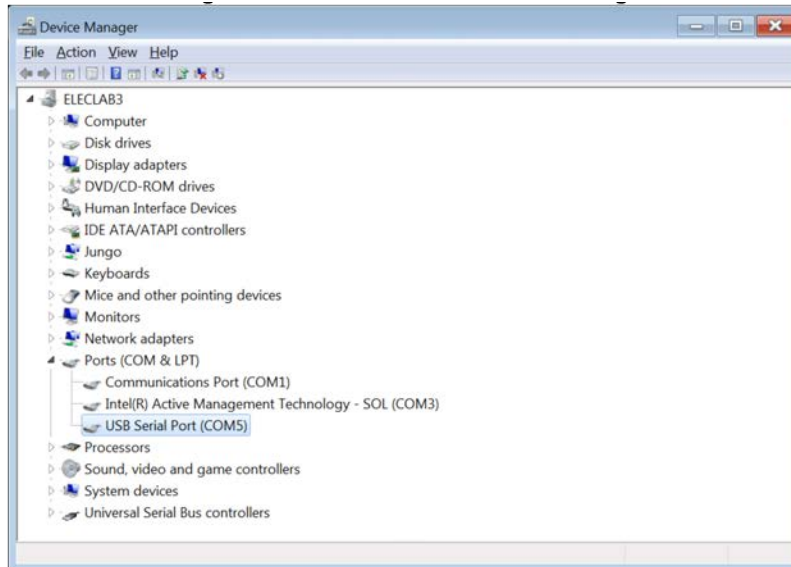 Device Manager
File Action View Help
ELECLAB3
Computer
Disk drives
Display adapters
DVD/CD-ROM drives
Human Interface Devices
IDE ATA/ATAPI controllers
Jungo
Keyboards
Mice and other pointing devices
Monitors
Network adapters
Ports (COM & LPT)
Communications Port (COM1)
Intel(R) Active Management Technology - SOL (COM3)
USB Serial Port (COM5)
Processors
Sound, video and game controllers
System devices
Universal Serial Bus controllers